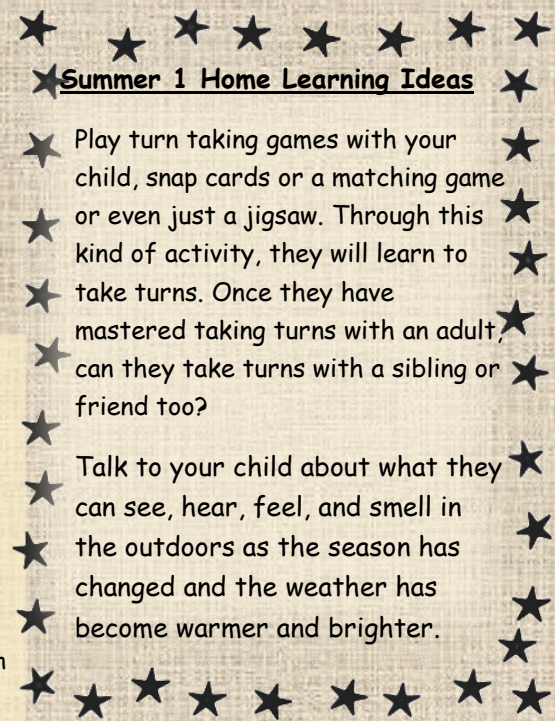 Summer 1 Home Learning Ideas
Play turn taking games with your
child, snap cards or a matching game
or even just a jigsaw. Through this
kind of activity, they will learn to
take turns. Once they have
mastered taking turns with an adult,
can they take turns with a sibling or
friend too?
Talk to your child about what they
can see, hear, feel, and smell in
the outdoors as the season has
changed and the weather has
become warmer and brighter.